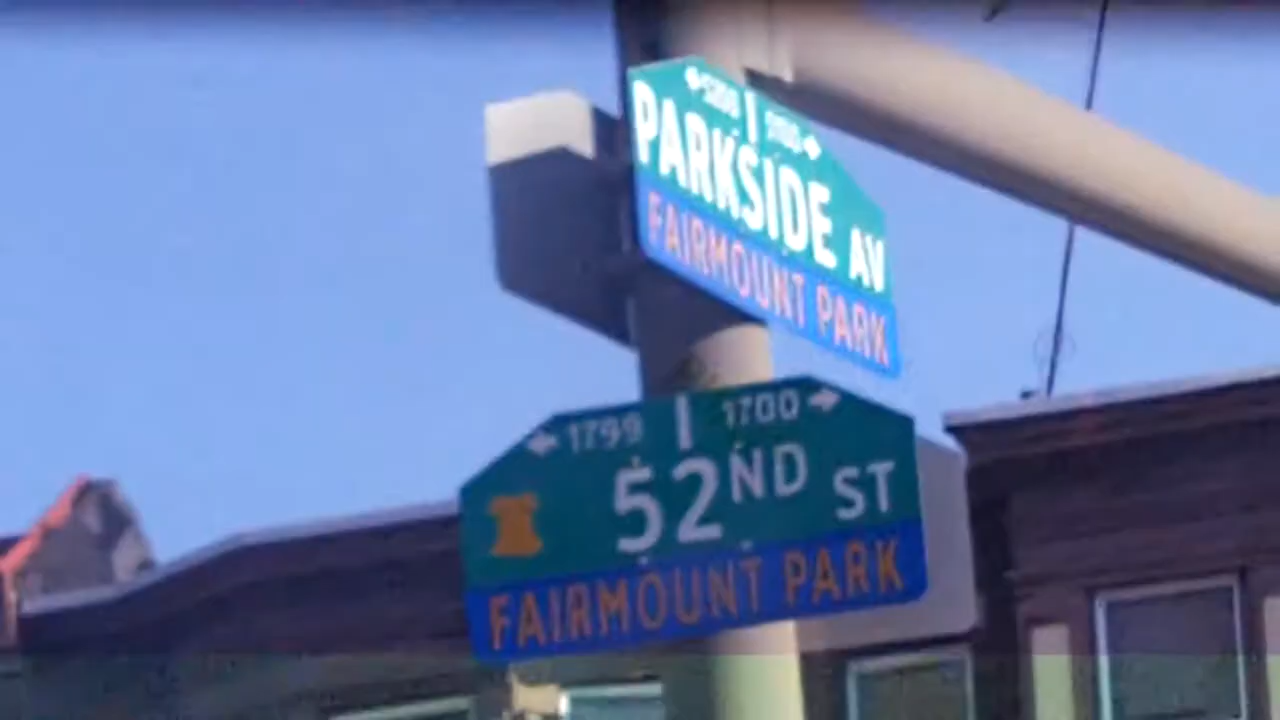 PARKSIDE AV
FAIRMOUNT PARK
1799 1700
52ND ST
FAIRMOUNT PARK